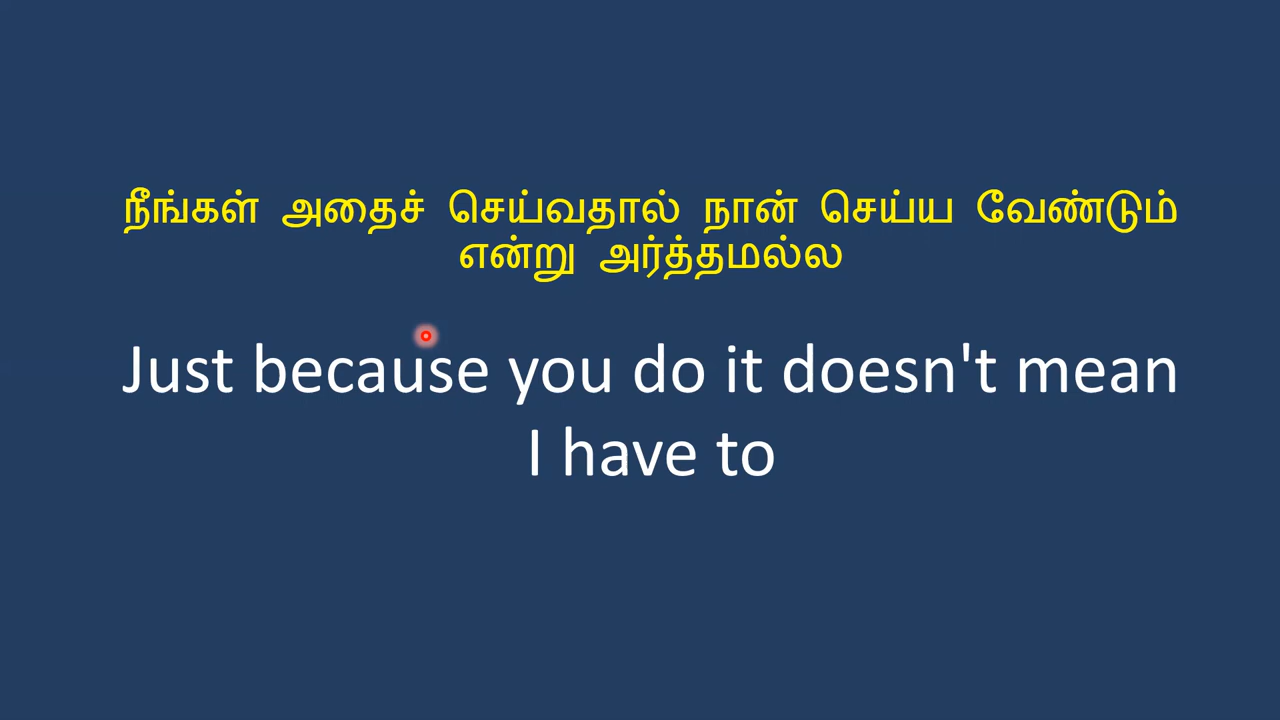 நீங்கள் அதைச் செய்வதால் நான் செய்ய வேண்டும்
என்று அர்த்தமல்ல
Just because you do it doesn't mean
I have to